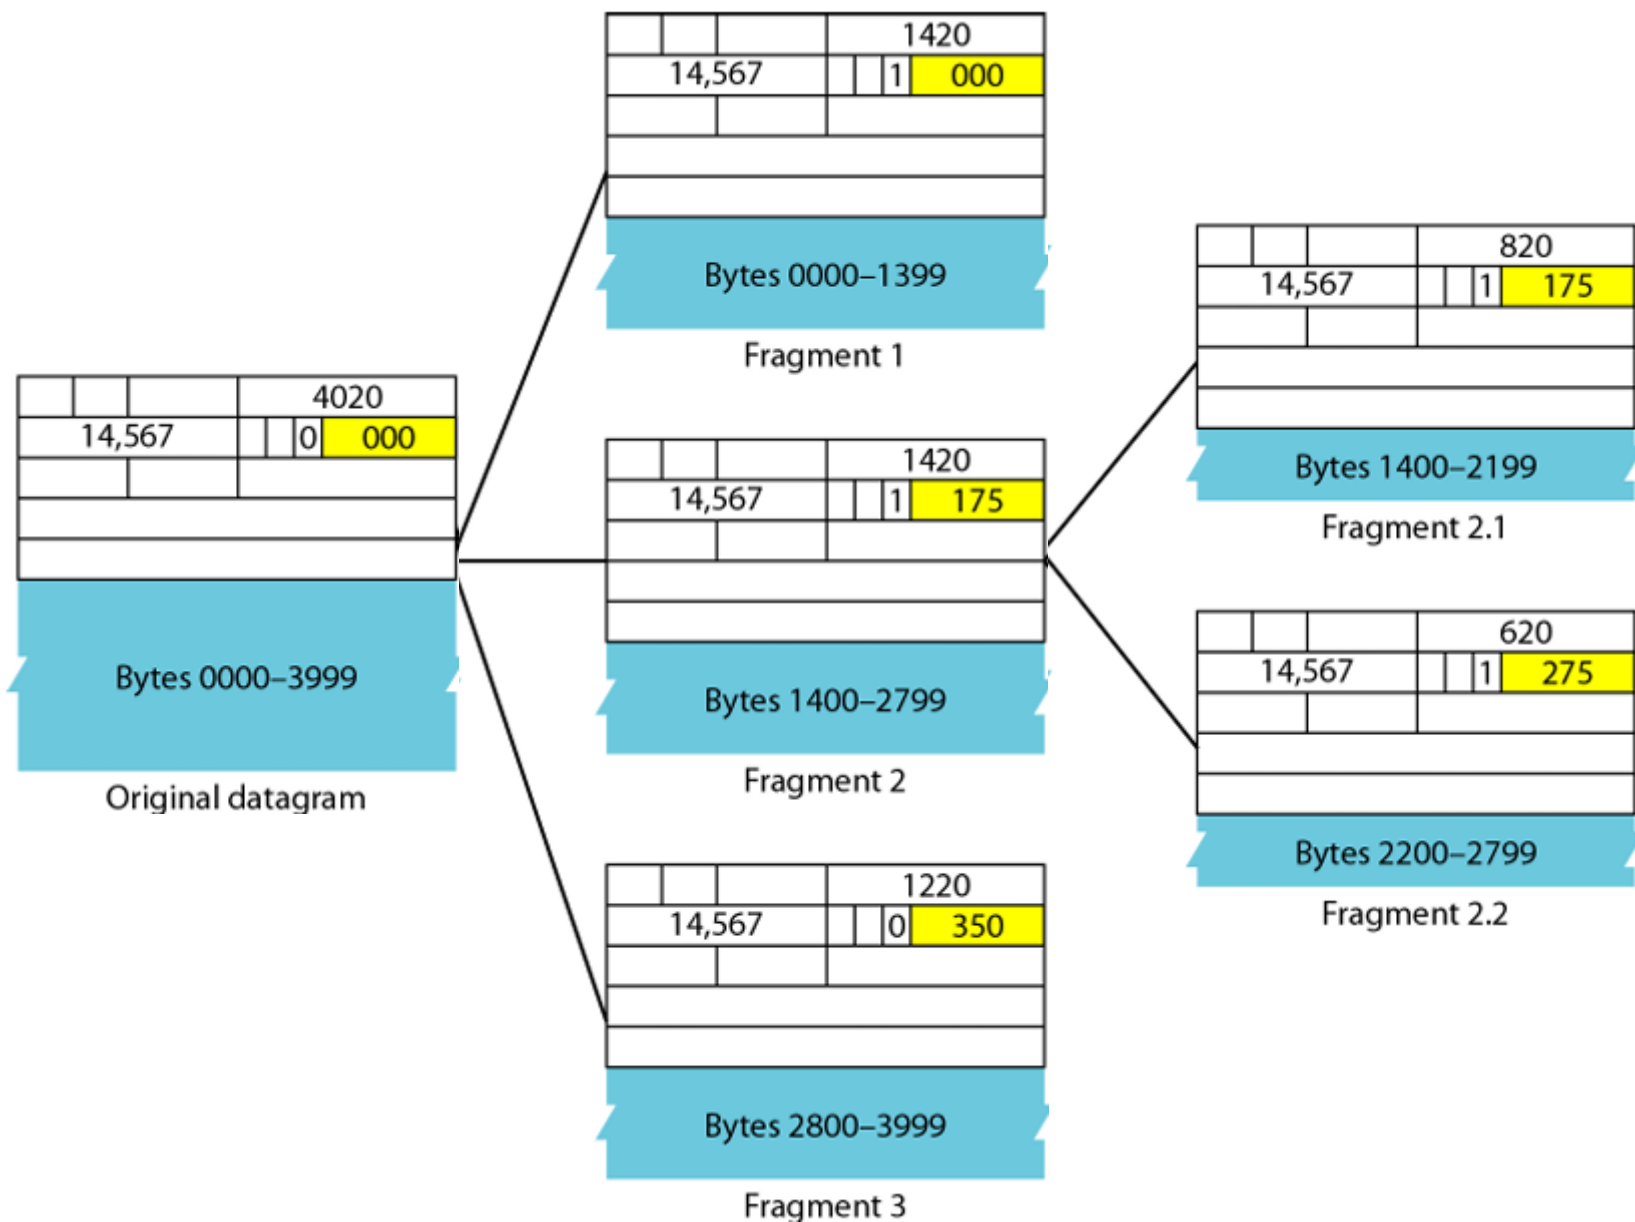 4020
14,567 0 000
Bytes 0000–3999
Original datagram
1420
14,567 1 000
Bytes 0000–1399
Fragment 1
1420
14,567 1 175
Bytes 1400–2799
Fragment 2
1220
14,567 0 350
Bytes 2800–3999
Fragment 3
820
14,567 1 175
Bytes 1400–2199
Fragment 2.1
620
14,567 1 275
Bytes 2200–2799
Fragment 2.2